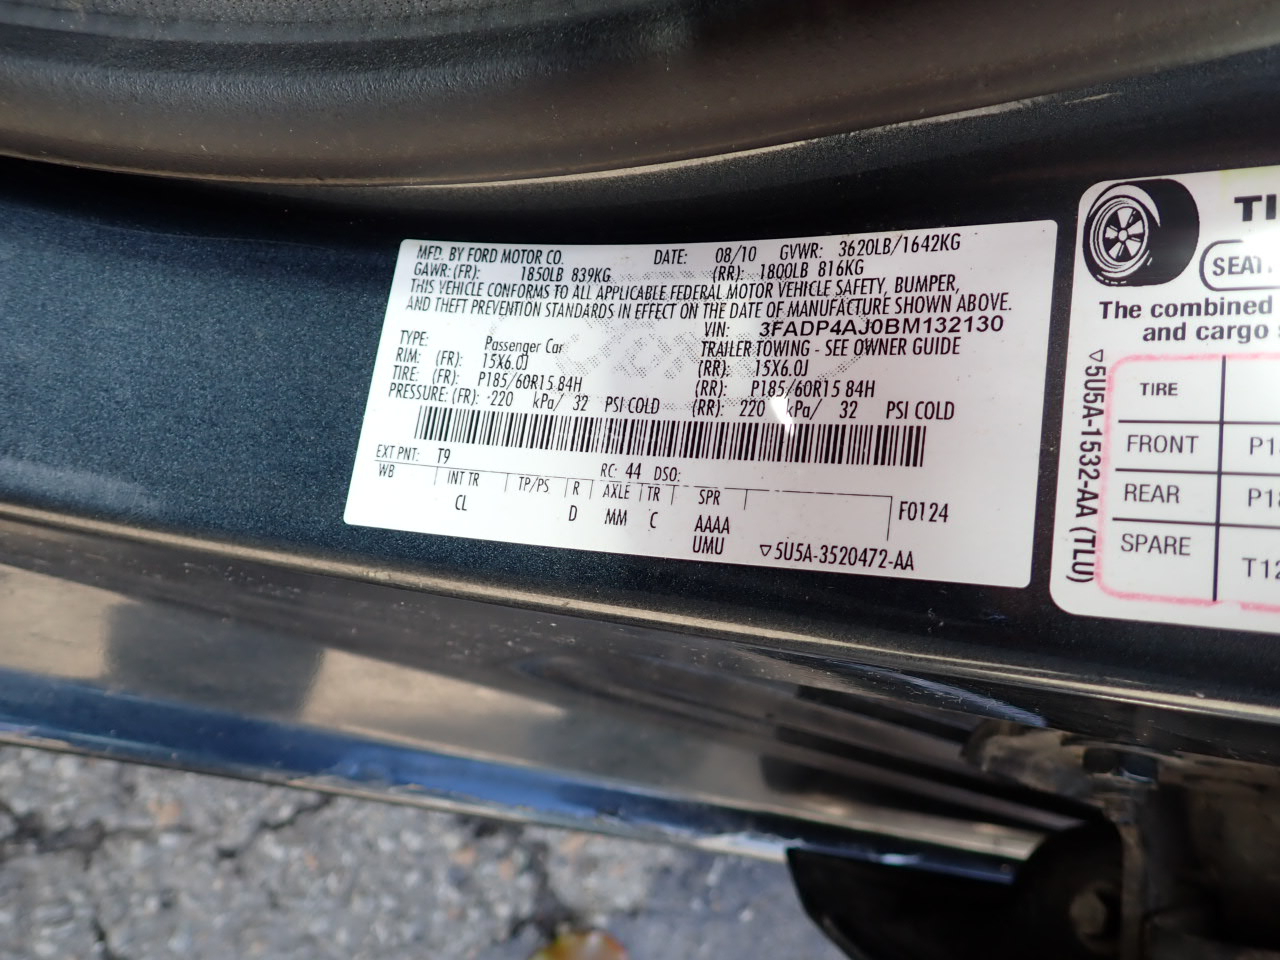 MFD. BY FORD MOTOR CO. DATE: 08/10 GVWR: 3620LB/1642KG
GAWR:(FR): 1850LB 839KG (RR): 1800LB 816KG
THIS VEHICLE CONFORMS TO ALL APPLICABLE FEDERAL MOTOR VEHICLE SAFETY, BUMPER,
AND THEFT PREVENTION STANDARDS IN EFFECT ON THE DATE OF MANUFACTURE SHOWN ABOVE.
VIN: 3FADP4AJ0BM132130
TYPE: Passenger Car TRAILER TOWING - SEE OWNER GUIDE
RIM: (FR): 15X6.0J (RR): 15X6.0J
TIRE: (FR): P185/60R15 84H (RR): P185/60R15 84H
PRESSURE: (FR): 220 kPa/ 32 PSI COLD (RR): 220 kPa/ 32 PSI COLD
EXT PNT: T9 RC: 44 DSO:
WB INT TR TP/PS R AXLE TR SPR
CL D MM C AAAA F0124
UMU ▽5U5A-3520472-AA
TI
SEAT
The combined
and cargo
▽5U5A-1532-AA (TLU)
TIRE
FRONT P18
REAR P18
SPARE T12